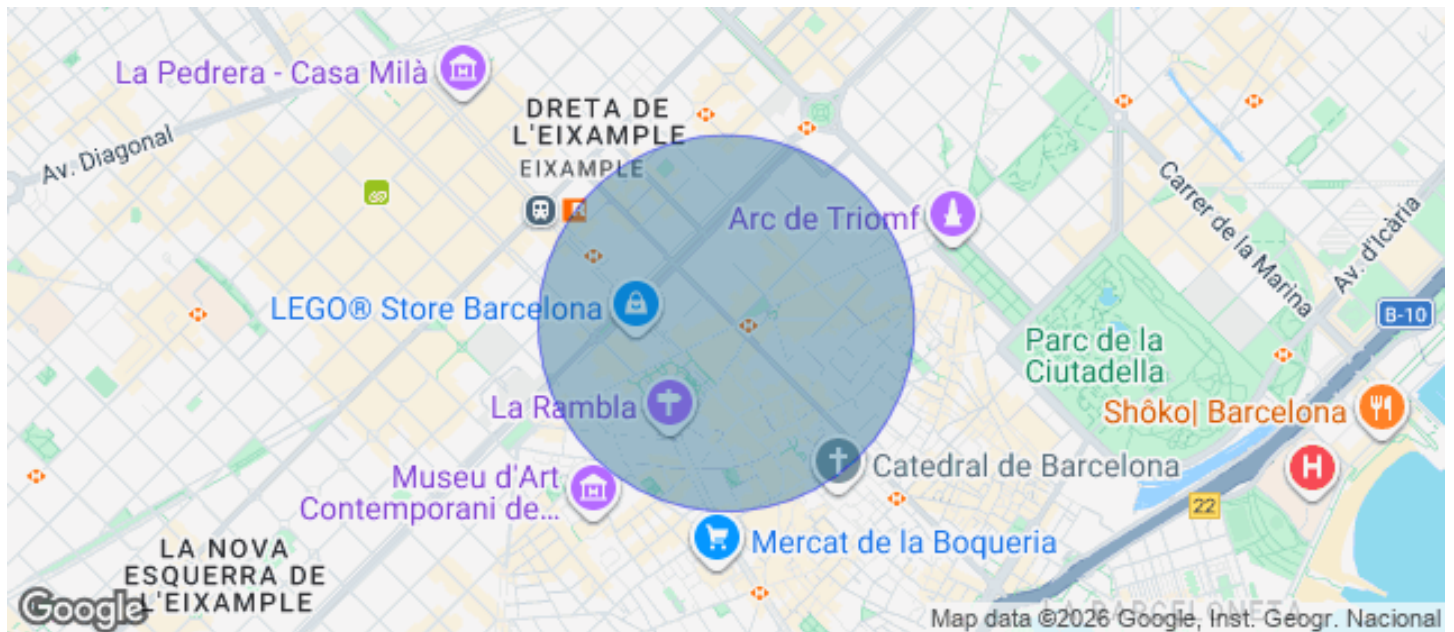 La Pedrera - Casa Milà
DRETA DE
L'EIXAMPLE
EIXAMPLE
Av. Diagonal
Arc de Triomf
Carrer de la Marina
Av. d'Icària
B-10
LEGO® Store Barcelona
Parc de la
Ciutadella
La Rambla
Shôko| Barcelona
H
Museu d'Art
Contemporani de...
Catedral de Barcelona
22
Mercat de la Boqueria
LA NOVA
ESQUERRA DE
L'EIXAMPLE
LA BARCELONETA
Google
Map data ©2026 Google, Inst. Geogr. Nacional